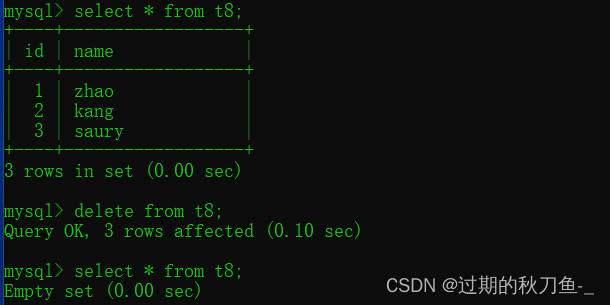 mysql> select * from t8;
+----+------------------+
| id | name             |
+----+------------------+
|  1 | zhao             |
|  2 | kang             |
|  3 | saury            |
+----+------------------+
3 rows in set (0.00 sec)
mysql> delete from t8;
Query OK, 3 rows affected (0.10 sec)
mysql> select * from t8;
Empty set (0.00 sec)
CSDN @过期的秋刀鱼-_